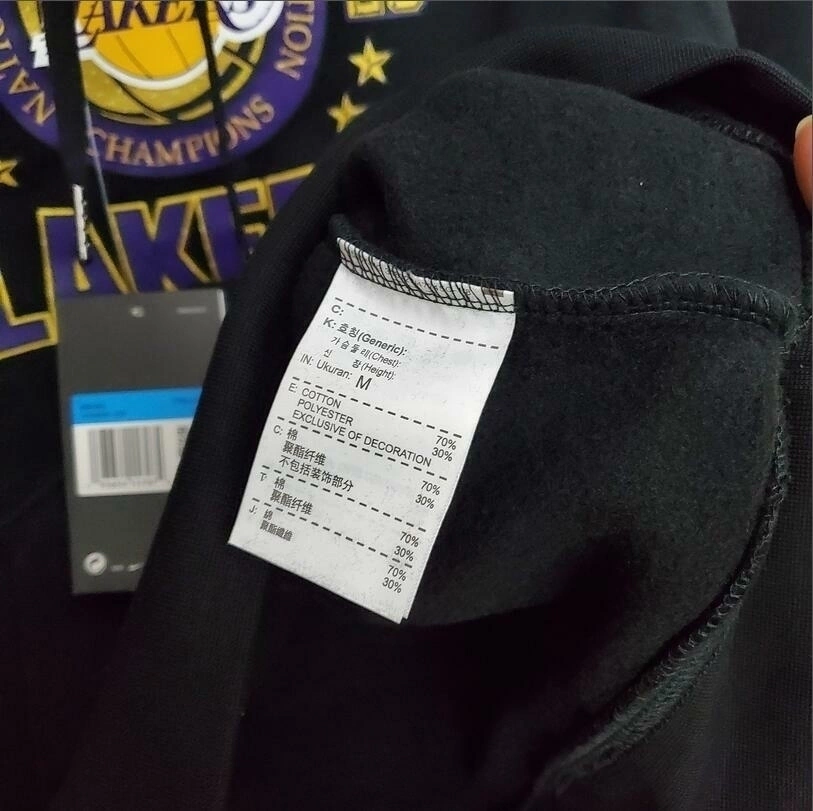 LAKERS
NATIO
TION
CHAMPIONS
LAKE
C:
K: 호칭(Generic):
가슴둘레(Chest):
신 장(Height):
IN: Ukuran: M
E: COTTON 70%
POLYESTER 30%
EXCLUSIVE OF DECORATION
C: 棉 70%
聚酯纤维 30%
不包括装饰部分
T: 棉 70%
聚酯纤维 30%
J: 綿 70%
聚酯纖維 30%